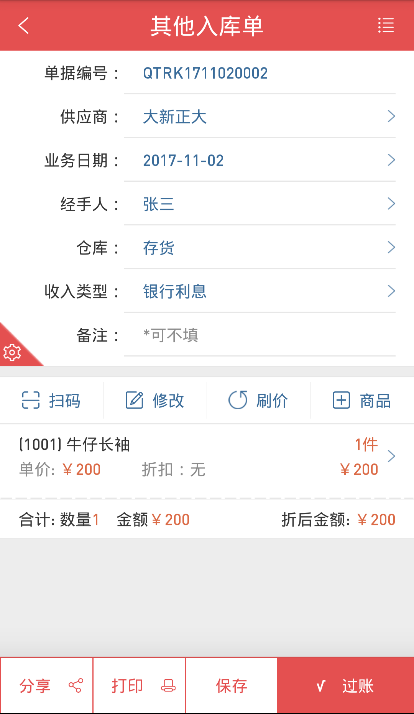 其他入库单
单据编号： QTRK1711020002
供应商： 大新正大
业务日期： 2017-11-02
经手人： 张三
仓库： 存货
收入类型： 银行利息
备注： *可不填
扫码 修改 刷价 商品
(1001) 牛仔长袖 1件
单价: ￥200 折扣：无 ￥200
合计: 数量1 金额￥200 折后金额: ￥200
分享 打印 保存 √ 过账